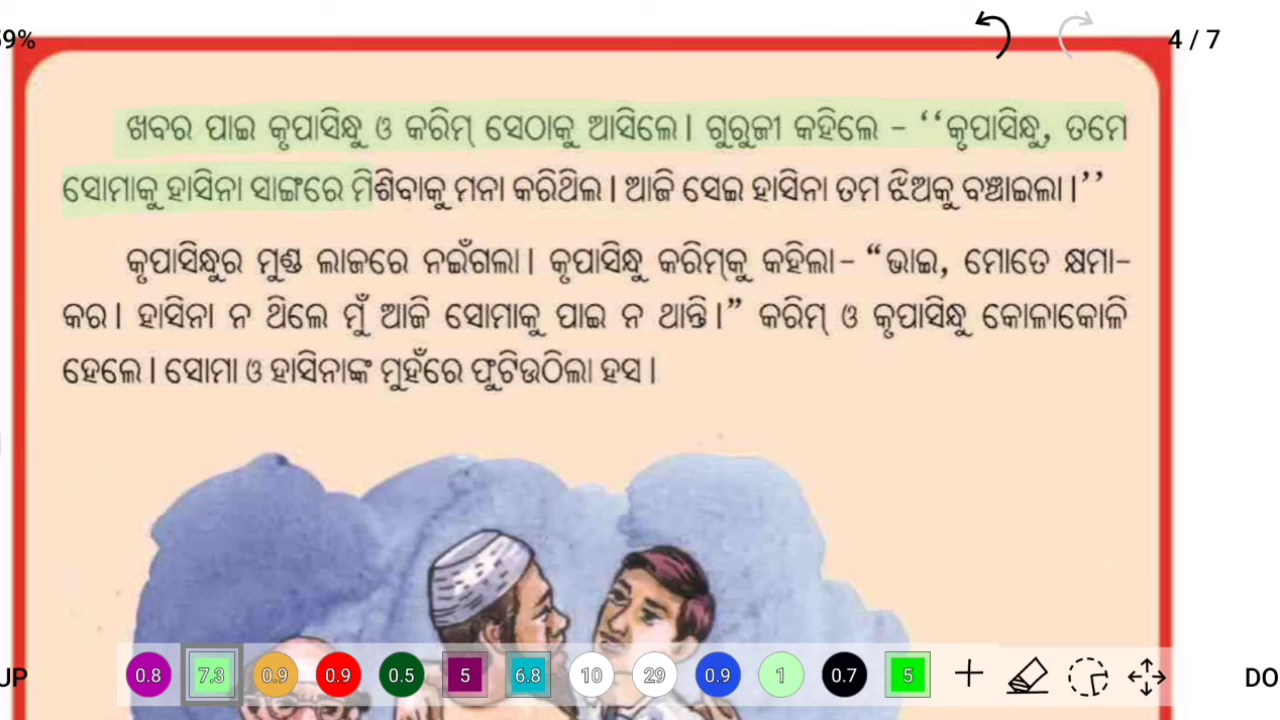 59%
4 / 7
ଖବର ପାଇ କୃପାସିନ୍ଧୁ ଓ କରିମ୍ ସେଠାକୁ ଆସିଲେ। ଗୁରୁଜୀ କହିଲେ – ‘‘କୃପାସିନ୍ଧୁ, ତମେ
ସୋମାକୁ ହାସିନା ସାଙ୍ଗରେ ମିଶିବାକୁ ମନା କରିଥିଲ। ଆଜି ସେଇ ହାସିନା ତମ ଝିଅକୁ ବଞ୍ଚାଇଲା।’’
କୃପାସିନ୍ଧୁର ମୁଣ୍ଡ ଲାଜରେ ନଇଁଗଲା। କୃପାସିନ୍ଧୁ କରିମ୍‌କୁ କହିଲା– “ଭାଇ, ମୋତେ କ୍ଷମା–
କର। ହାସିନା ନ ଥିଲେ ମୁଁ ଆଜି ସୋମାକୁ ପାଇ ନ ଥାନ୍ତି।” କରିମ୍ ଓ କୃପାସିନ୍ଧୁ କୋଳାକୋଳି
ହେଲେ। ସୋମା ଓ ହାସିନାଙ୍କ ମୁହଁରେ ଫୁଟିଉଠିଲା ହସ।
UP 0.8 7.3 0.9 0.9 0.5 5 6.8 10 29 0.9 1 0.7 5 DO